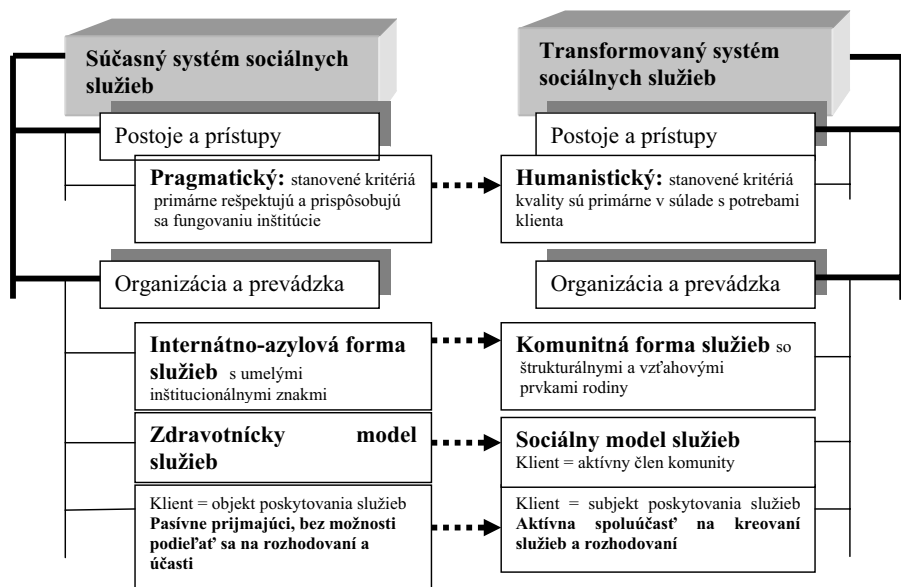 Súčasný systém sociálnych
služieb
Transformovaný systém
sociálnych služieb
Postoje a prístupy
Postoje a prístupy
Pragmatický: stanovené kritériá
primárne rešpektujú a prispôsobujú
sa fungovaniu inštitúcie
Humanistický: stanovené kritériá
kvality sú primárne v súlade s potrebami
klienta
Organizácia a prevádzka
Organizácia a prevádzka
Internátno-azylová forma
služieb s umelými
inštitucionálnymi znakmi
Komunitná forma služieb so
štrukturálnymi a vzťahovými
prvkami rodiny
Zdravotnícky model
služieb
Sociálny model služieb
Klient = aktívny člen komunity
Klient = objekt poskytovania služieb
Pasívne prijmajúci, bez možnosti
podieľať sa na rozhodovaní a
účasti
Klient = subjekt poskytovania služieb
Aktívna spoluúčasť na kreovaní
služieb a rozhodovaní